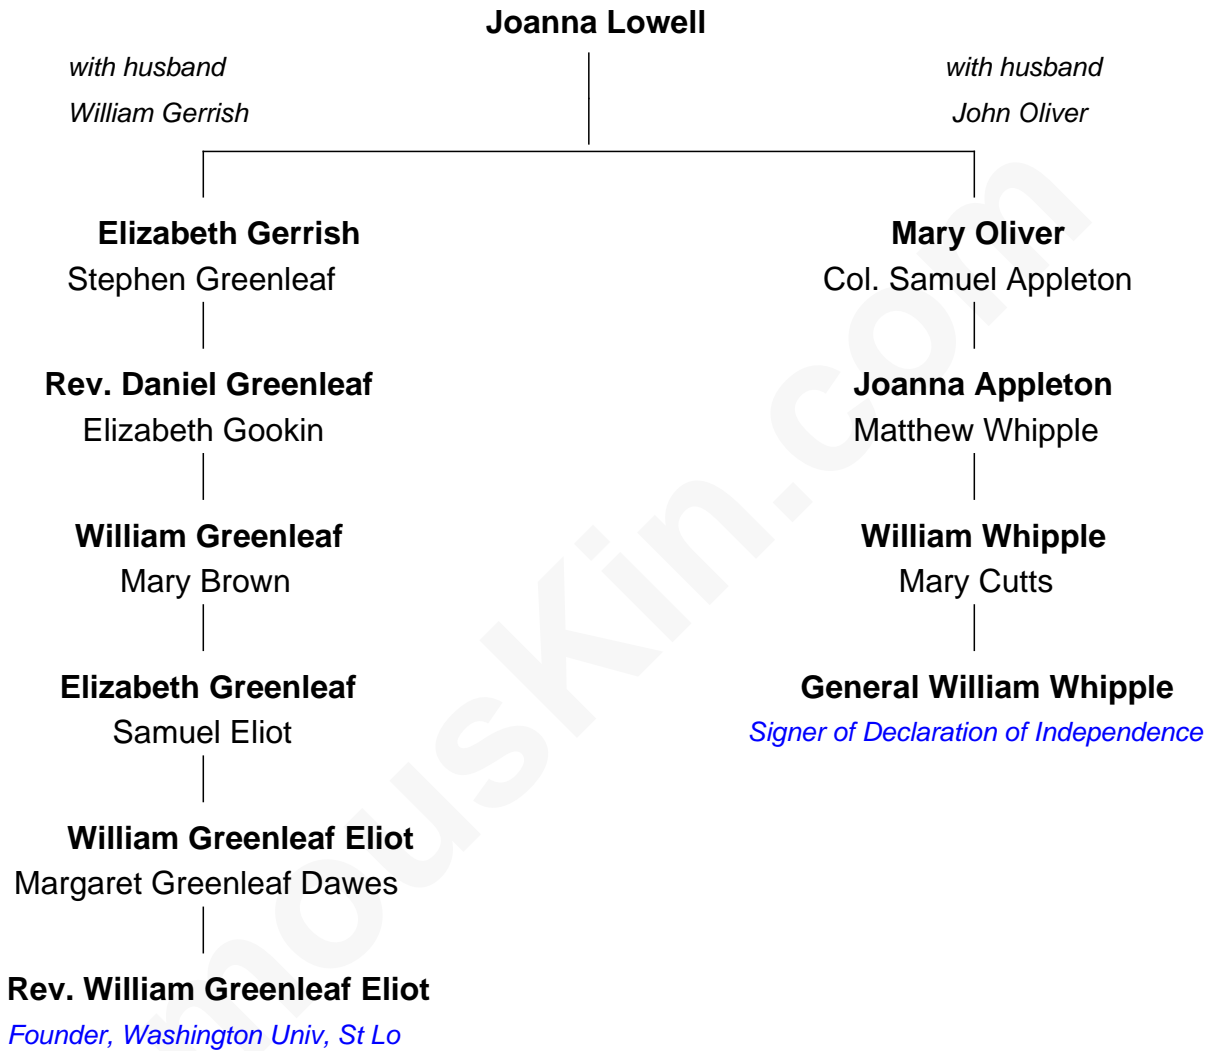 Joanna Lowell
with husband
William Gerrish
with husband
John Oliver
Elizabeth Gerrish
Stephen Greenleaf
Mary Oliver
Col. Samuel Appleton
Rev. Daniel Greenleaf
Elizabeth Gookin
Joanna Appleton
Matthew Whipple
William Greenleaf
Mary Brown
William Whipple
Mary Cutts
Elizabeth Greenleaf
Samuel Eliot
General William Whipple
Signer of Declaration of Independence
William Greenleaf Eliot
Margaret Greenleaf Dawes
Rev. William Greenleaf Eliot
Founder, Washington Univ, St Lo
mousKin.com